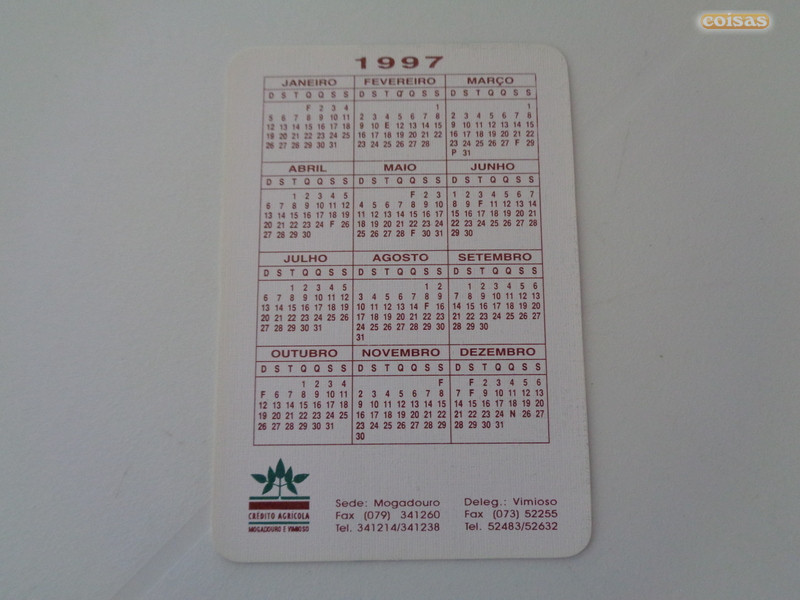 coisas
1997
JANEIRO FEVEREIRO MARÇO
D S T Q Q S S D S T Q Q S S D S T Q Q S S
F 2 3 4 1 1
5 6 7 8 9 10 11 2 3 4 5 6 7 8 2 3 4 5 6 7 8
12 13 14 15 16 17 18 9 10 E 12 13 14 15 9 10 11 12 13 14 15
19 20 21 22 23 24 25 16 17 18 19 20 21 22 16 17 18 19 20 21 22
26 27 28 29 30 31 23 24 25 26 27 28 23 24 25 26 27 F 29
P 31
ABRIL MAIO JUNHO
D S T Q Q S S D S T Q Q S S D S T Q Q S S
1 2 3 4 5 F 2 3 1 2 3 4 5 6 7
6 7 8 9 10 11 12 4 5 6 7 8 9 10 8 9 F 11 12 13 14
13 14 15 16 17 18 19 11 12 13 14 15 16 17 15 16 17 18 19 20 21
20 21 22 23 24 F 26 18 19 20 21 22 23 24 22 23 24 25 26 27 28
27 28 29 30 25 26 27 28 F 30 31 29 30
JULHO AGOSTO SETEMBRO
D S T Q Q S S D S T Q Q S S D S T Q Q S S
1 2 3 4 5 1 2 1 2 3 4 5 6
6 7 8 9 10 11 12 3 4 5 6 7 8 9 7 8 9 10 11 12 13
13 14 15 16 17 18 19 10 11 12 13 14 F 16 14 15 16 17 18 19 20
20 21 22 23 24 25 26 17 18 19 20 21 22 23 21 22 23 24 25 26 27
27 28 29 30 31 24 25 26 27 28 29 30 28 29 30
31
OUTUBRO NOVEMBRO DEZEMBRO
D S T Q Q S S D S T Q Q S S D S T Q Q S S
1 2 3 4 F F 2 3 4 5 6
F 6 7 8 9 10 11 2 3 4 5 6 7 8 7 F 9 10 11 12 13
12 13 14 15 16 17 18 9 10 11 12 13 14 15 14 15 16 17 18 19 20
19 20 21 22 23 24 25 16 17 18 19 20 21 22 21 22 23 24 N 26 27
26 27 28 29 30 31 23 24 25 26 27 28 29 28 29 30 31
30
CRÉDITO AGRICOLA
MOGADOURO E VIMIOSO
Sede: Mogadouro
Fax (079) 341260
Tel. 341214/341238
Deleg.: Vimioso
Fax (073) 52255
Tel. 52483/52632